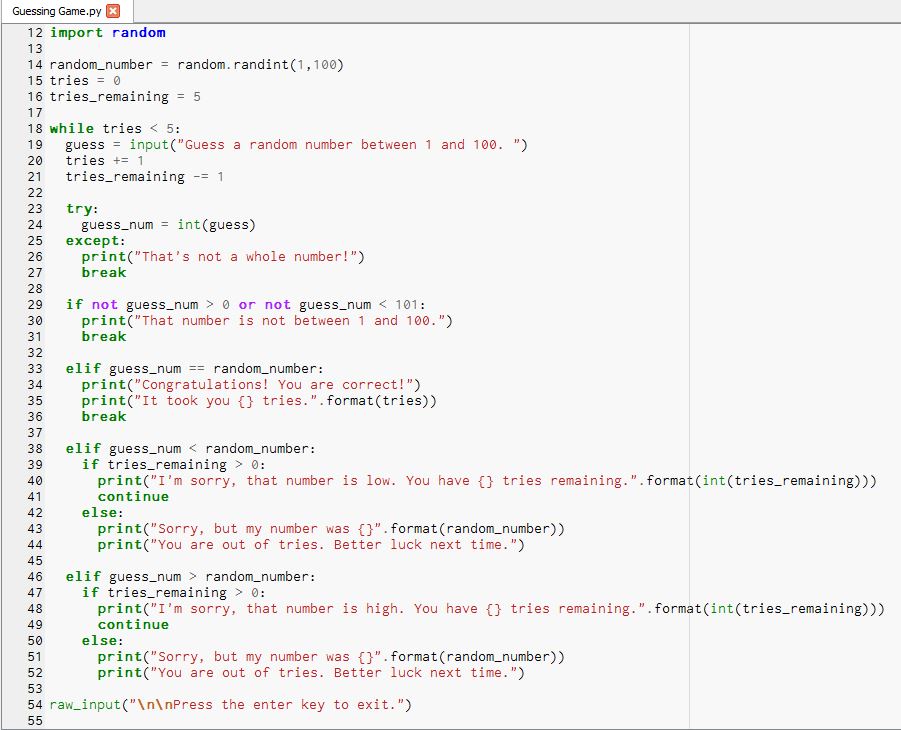 Guessing Game.py
12 import random
13
14 random_number = random.randint(1,100)
15 tries = 0
16 tries_remaining = 5
17
18 while tries < 5:
19   guess = input("Guess a random number between 1 and 100. ")
20   tries += 1
21   tries_remaining -= 1
22
23   try:
24     guess_num = int(guess)
25   except:
26     print("That's not a whole number!")
27     break
28
29   if not guess_num > 0 or not guess_num < 101:
30     print("That number is not between 1 and 100.")
31     break
32
33   elif guess_num == random_number:
34     print("Congratulations! You are correct!")
35     print("It took you {} tries.".format(tries))
36     break
37
38   elif guess_num < random_number:
39     if tries_remaining > 0:
40       print("I'm sorry, that number is low. You have {} tries remaining.".format(int(tries_remaining)))
41       continue
42     else:
43       print("Sorry, but my number was {}".format(random_number))
44       print("You are out of tries. Better luck next time.")
45
46   elif guess_num > random_number:
47     if tries_remaining > 0:
48       print("I'm sorry, that number is high. You have {} tries remaining.".format(int(tries_remaining)))
49       continue
50     else:
51       print("Sorry, but my number was {}".format(random_number))
52       print("You are out of tries. Better luck next time.")
53
54 raw_input("\n\nPress the enter key to exit.")
55